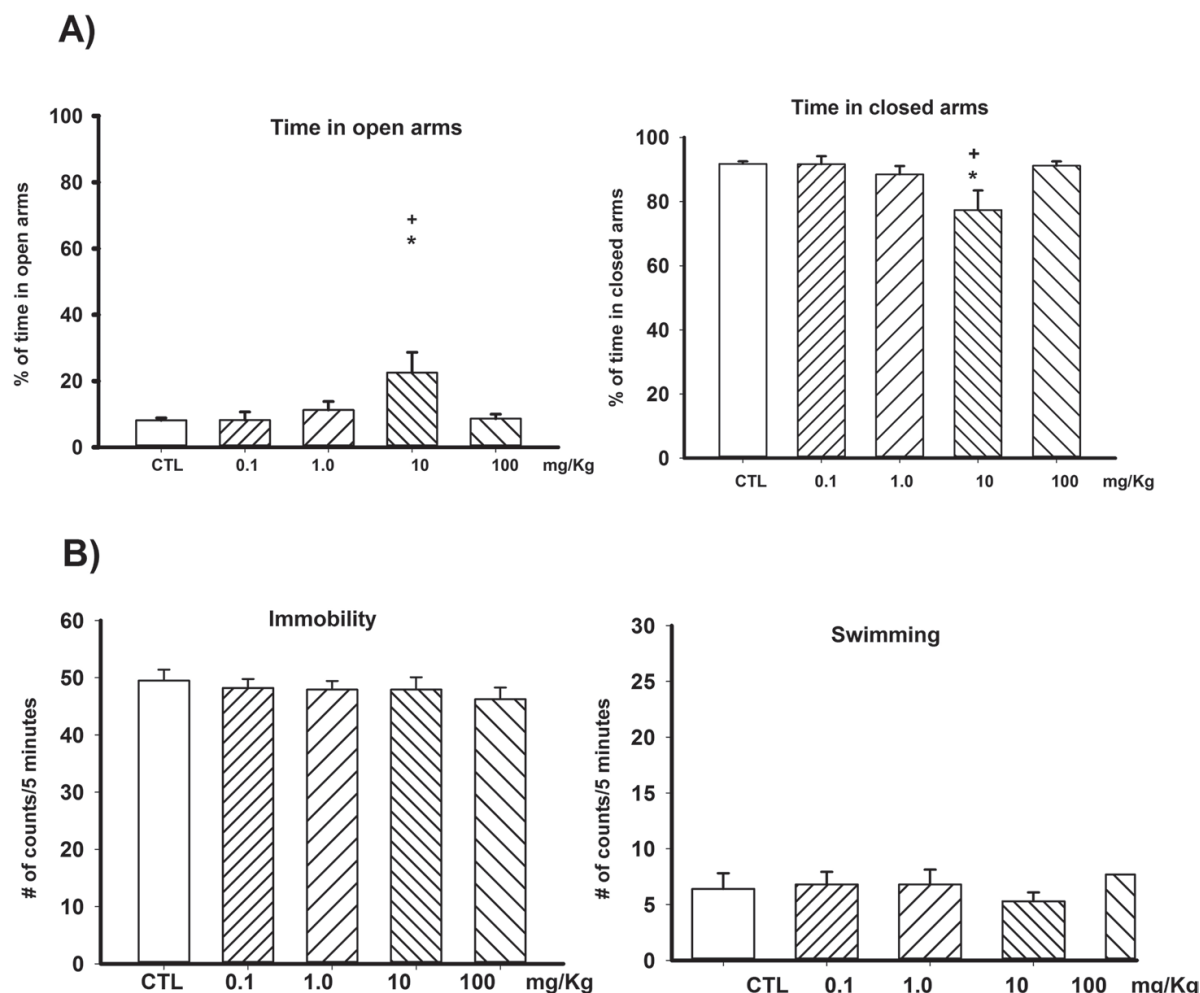 A)
Time in open arms
% of time in open arms
100
80
60
40
20
0
+
*
CTL 0.1 1.0 10 100 mg/Kg
Time in closed arms
% of time in closed arms
100
80
60
40
20
0
+
*
CTL 0.1 1.0 10 100 mg/Kg
B)
Immobility
# of counts/5 minutes
60
50
40
30
20
10
0
CTL 0.1 1.0 10 100 mg/Kg
Swimming
# of counts/5 minutes
30
25
20
15
10
5
0
CTL 0.1 1.0 10 100 mg/Kg